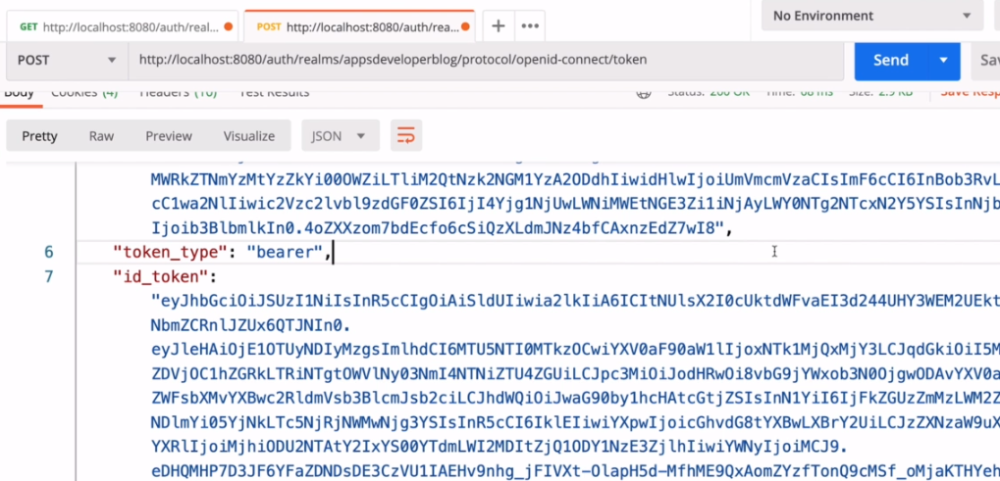 GET http://localhost:8080/auth/real...
POST http://localhost:8080/auth/rea...
+ •••
No Environment
POST http://localhost:8080/auth/realms/appsdeveloperblog/protocol/openid-connect/token
Send
Body Cookies (4) Headers (10) Test Results Status: 200 OK Time: 68 ms Size: 2.9 KB Save Resp
Pretty Raw Preview Visualize JSON
MWRkZTNmYzMtYzZkYi00OWZiLTliM2QtNzk2NGM1YzA2ODdhIiwidHlwIjoiUmVmcmVzaCIsImF6cCI6InBob3RvL
cC1wa2NlIiwic2Vzc2lvbl9zdGF0ZSI6IjI4Yjg1NjUwLWNiMWEtNGE3Zi1iNjAyLWY0NTg2NTcxN2Y5YSIsInNjb
Ijoib3BlbmlkIn0.4oZXXzom7bdEcfo6cSiQzXLdmJNz4bfCAxnzEdZ7wI8",
6 "token_type": "bearer",
7 "id_token":
"eyJhbGciOiJSUzI1NiIsInR5cCIgOiAiSldUIiwia2lkIiA6ICItNUlsX2I0cUktdWFvaEI3d244UHY3WEM2UEkt
NbmZCRnlJZUx6QTJNIn0.
eyJleHAiOjE1OTUyNDIyMzgsImlhdCI6MTU5NTI0MTkzOCwiYXV0aF90aW1lIjoxNTk1MjQxMjY3LCJqdGkiOiI5M
ZDVjOC1hZGRkLTRiNTgtOWVlNy03NmI4NTNiZTU4ZGUiLCJpc3MiOiJodHRwOi8vbG9jYWxob3N0OjgwODAvYXV0a
ZWFsbXMvYXBwc2RldmVsb3BlcmJsb2ciLCJhdWQiOiJwaG90by1hcHAtcGtjZSIsInN1YiI6IjFkZGUzZmMzLWM2Z
NDlmYi05YjNkLTc5NjRjNWMwNjg3YSIsInR5cCI6IklEIiwiYXpwIjoicGhvdG8tYXBwLXBrY2UiLCJzZXNzaW9uX
YXRlIjoiMjhiODU2NTAtY2IxYS00YTdmLWI2MDItZjQ1ODY1NzE3ZjlhIiwiYWNyIjoiMCJ9.
eDHQMHP7D3JF6YFaZDNDsDE3CzVU1IAEHv9nhg_jFIVXt-OlapH5d-MfhME9QxAomZYzfTonQ9cMSf_oMjaKTHYeh